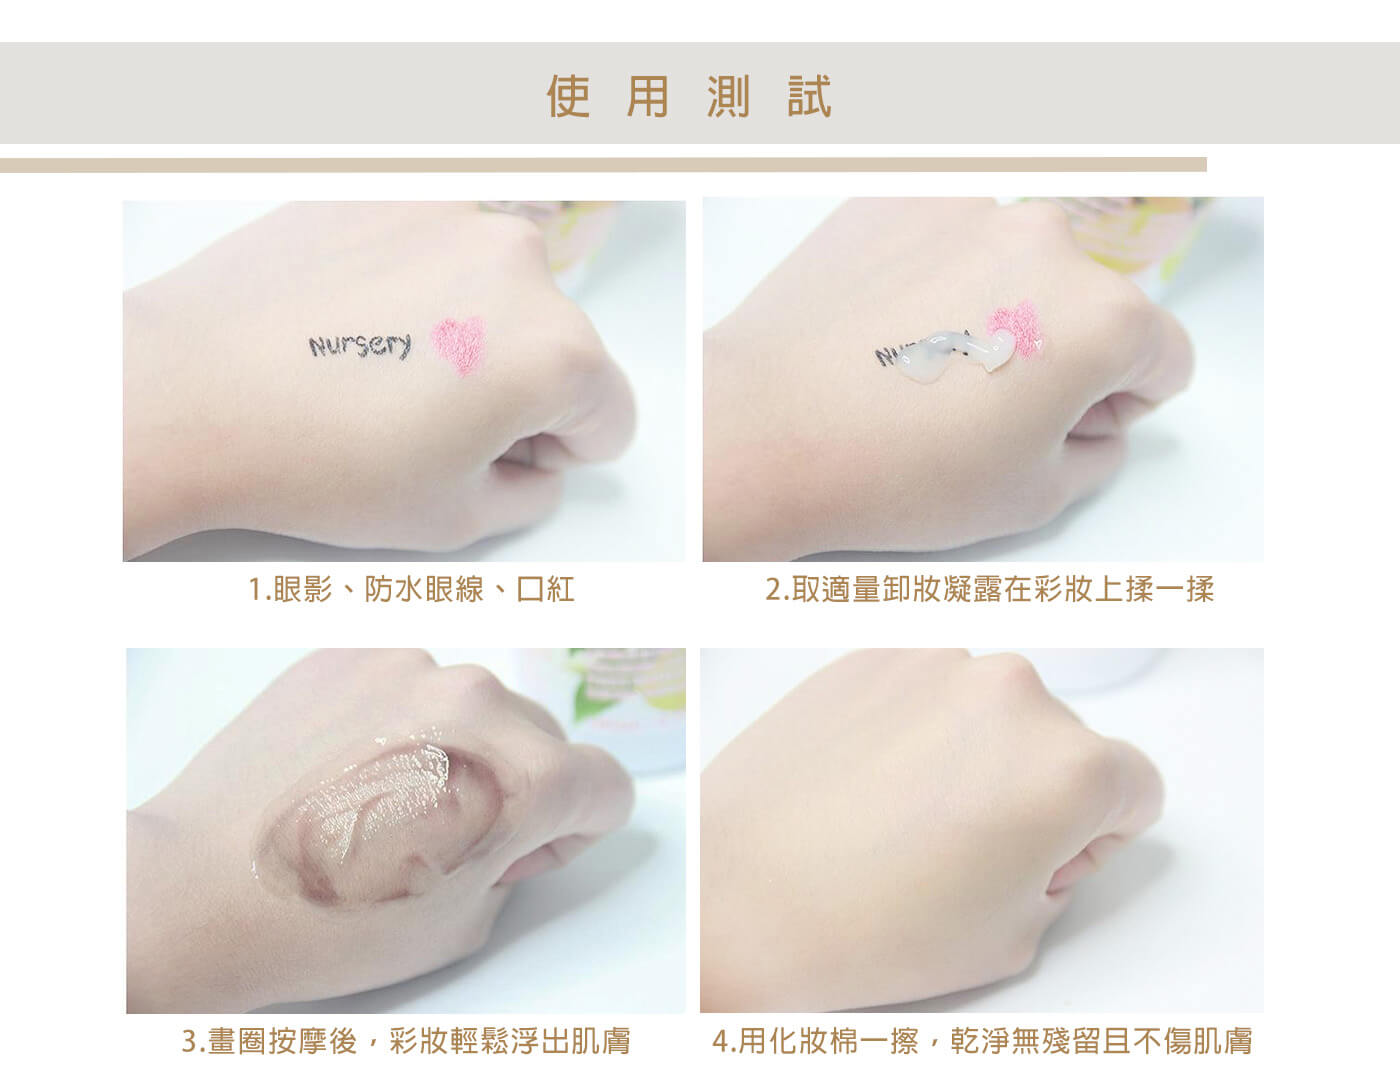 使用測試
Nursery
Nu
1.眼影、防水眼線、口紅
2.取適量卸妝凝露在彩妝上揉一揉
3.畫圈按摩後，彩妝輕鬆浮出肌膚
4.用化妝棉一擦，乾淨無殘留且不傷肌膚